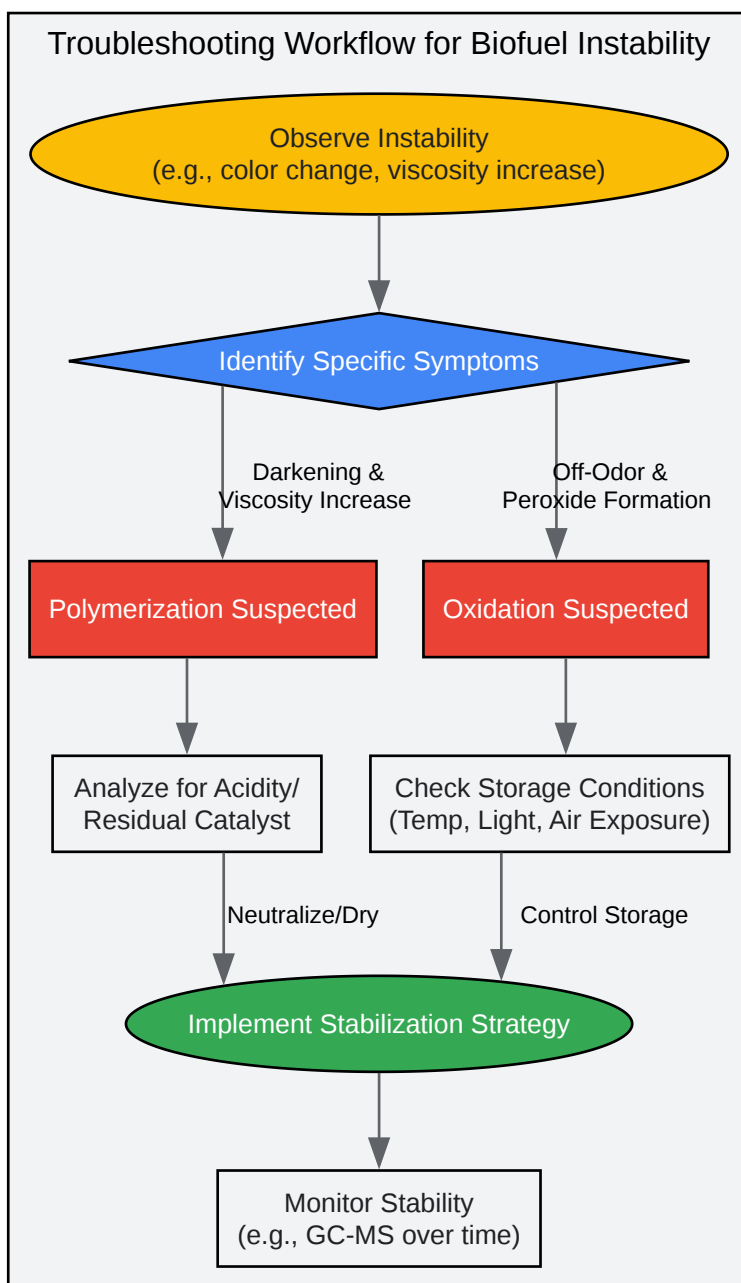 Troubleshooting Workflow for Biofuel Instability
Observe Instability
(e.g., color change, viscosity increase)
Identify Specific Symptoms
Darkening &
Viscosity Increase
Off-Odor &
Peroxide Formation
Polymerization Suspected
Oxidation Suspected
Analyze for Acidity/
Residual Catalyst
Check Storage Conditions
(Temp, Light, Air Exposure)
Neutralize/Dry
Control Storage
Implement Stabilization Strategy
Monitor Stability
(e.g., GC-MS over time)